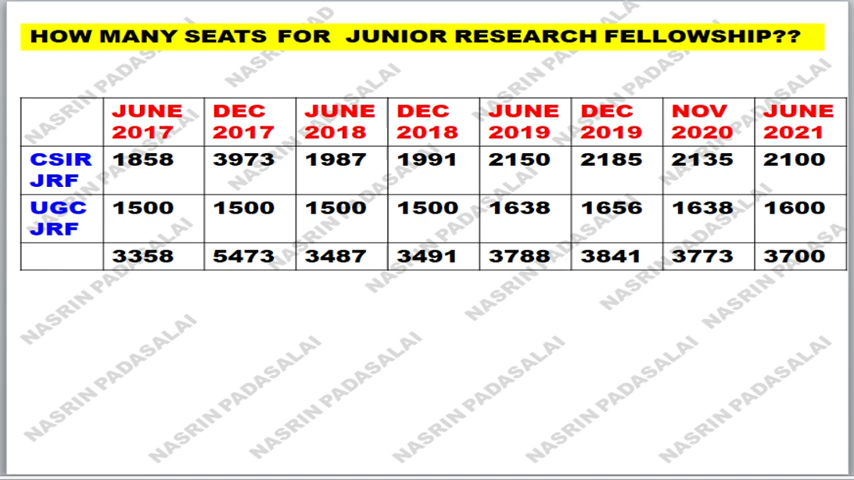 HOW MANY SEATS FOR JUNIOR RESEARCH FELLOWSHIP??
JUNE 2017 DEC 2017 JUNE 2018 DEC 2018 JUNE 2019 DEC 2019 NOV 2020 JUNE 2021
CSIR JRF 1858 3973 1987 1991 2150 2185 2135 2100
UGC JRF 1500 1500 1500 1500 1638 1656 1638 1600
3358 5473 3487 3491 3788 3841 3773 3700
NASRIN PADASALAI